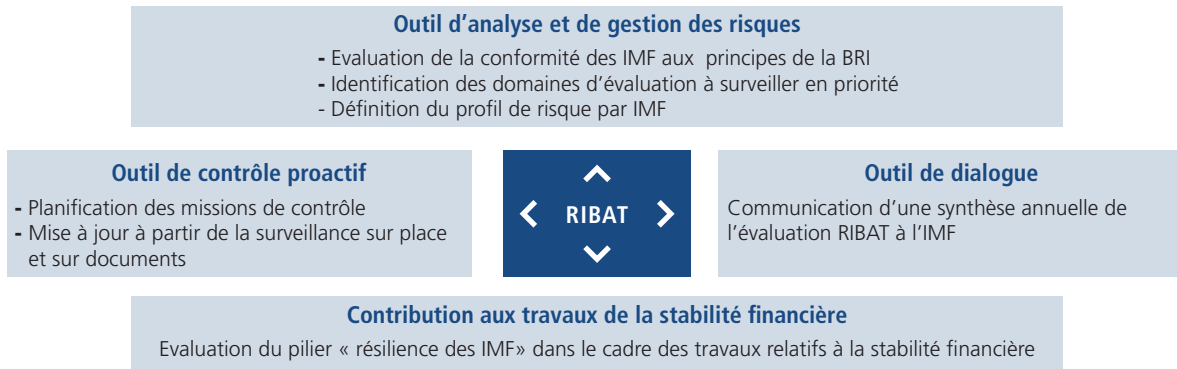 Outil d’analyse et de gestion des risques
- Evaluation de la conformité des IMF aux principes de la BRI
- Identification des domaines d’évaluation à surveiller en priorité
- Définition du profil de risque par IMF
Outil de contrôle proactif
- Planification des missions de contrôle
- Mise à jour à partir de la surveillance sur place
et sur documents
RIBAT
Outil de dialogue
Communication d’une synthèse annuelle de
l’évaluation RIBAT à l’IMF
Contribution aux travaux de la stabilité financière
Evaluation du pilier « résilience des IMF» dans le cadre des travaux relatifs à la stabilité financière